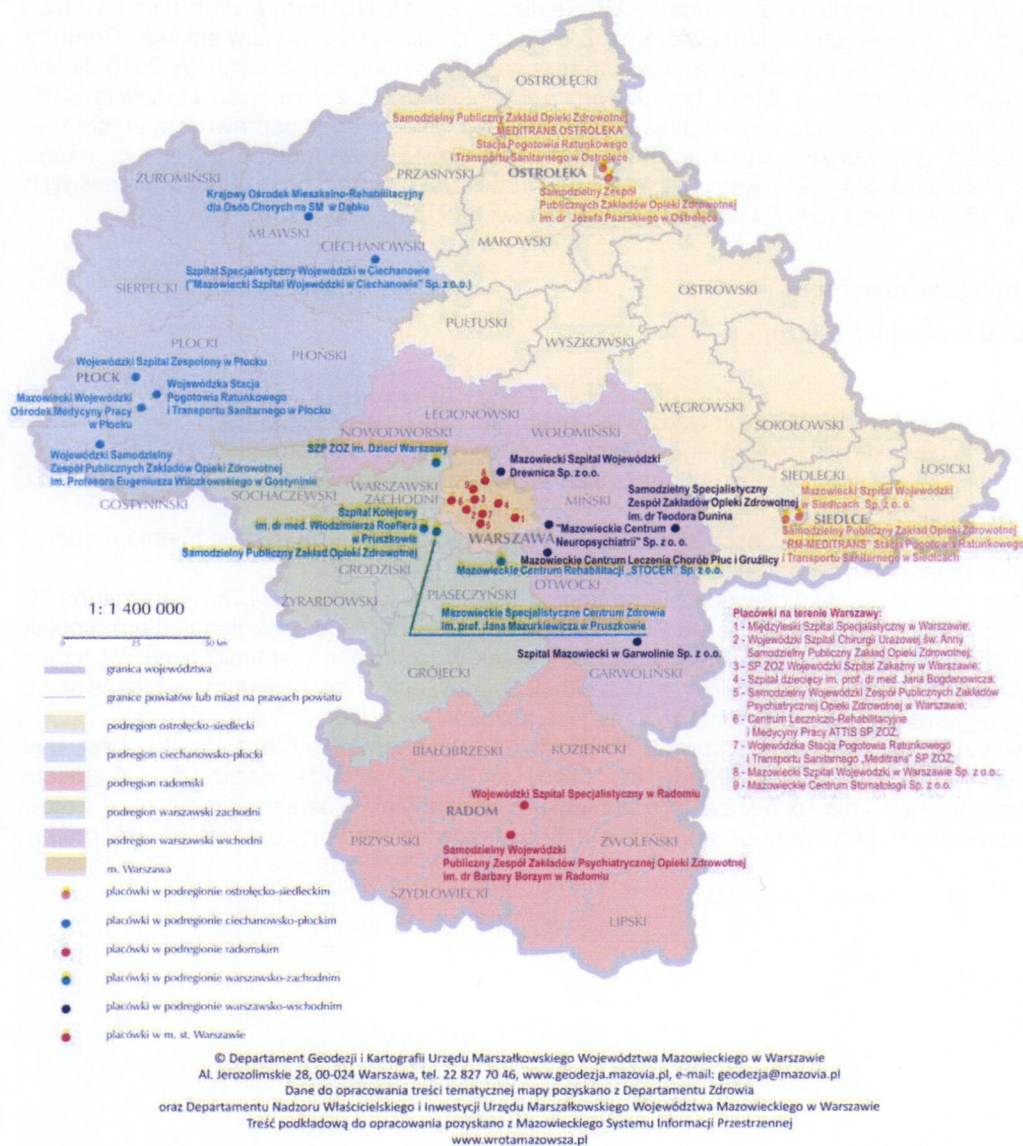 OSTROŁĘCKI
Samodzielny Publiczny Zakład Opieki Zdrowotnej
MEDITRANS OSTROŁĘKA
Stacja Pogotowia Ratunkowego
i Transportu Sanitarnego w Ostrołęce
PRZASNYSKI
OSTROŁĘKA
Samodzielny Zespół
Publicznych Zakładów Opieki Zdrowotnej
im. dr Józefa Psarskiego w Ostrołęce
ŻUROMIŃSKI
Krajowy Ośrodek Mieszkalno-Rehabilitacyjny
dla Osób Chorych na SM w Dąbku
MŁAWSKI
CIECHANOWSKI
MAKOWSKI
Szpital Specjalistyczny Wojewódzki w Ciechanowie
("Mazowiecki Szpital Wojewódzki w Ciechanowie" Sp. z o.o.)
SIERPECKI
OSTROWSKI
PUŁTUSKI
WYSZKOWSKI
PŁOCKI
PŁOŃSKI
Wojewódzki Szpital Zespolony w Płocku
PŁOCK
Wojewódzka Stacja
Pogotowia Ratunkowego
i Transportu Sanitarnego w Płocku
Mazowiecki Wojewódzki
Ośrodek Medycyny Pracy
w Płocku
WĘGROWSKI
SOKOŁOWSKI
LEGIONOWSKI
NOWODWORSKI
WOŁOMIŃSKI
Wojewódzki Samodzielny
Zespół Publicznych Zakładów Opieki Zdrowotnej
im. Profesora Eugeniusza Wilczkowskiego w Gostyninie
GOSTYNIŃSKI
SZP ZOZ im. Dzieci Warszawy
Mazowiecki Szpital Wojewódzki
Drewnica Sp. z o.o.
SIEDLECKI
ŁOSICKI
SOCHACZEWSKI
WARSZAWSKI
ZACHODNI
MIŃSKI
Samodzielny Specjalistyczny
Zespół Zakładów Opieki Zdrowotnej
im. dr Teodora Dunina
Mazowiecki Szpital Wojewódzki
w Siedlcach Sp. z o. o.
SIEDLCE
Szpital Kolejowy
im. dr med. Włodzimierza Roeflera
w Pruszkowie
Samodzielny Publiczny Zakład Opieki Zdrowotnej
WARSZAWA
"Mazowieckie Centrum
Neuropsychiatrii" Sp. z o. o.
Samodzielny Publiczny Zakład Opieki Zdrowotnej
"RM-MEDITRANS" Stacja Pogotowia Ratunkowego
i Transportu Sanitarnego w Siedlcach
Mazowieckie Centrum Leczenia Chorób Płuc i Gruźlicy
Mazowieckie Centrum Rehabilitacji „STOCER" Sp. z o.o.
GRODZISKI
OTWOCKI
ŻYRARDOWSKI
PIASECZYŃSKI
Mazowieckie Specjalistyczne Centrum Zdrowia
im. prof. Jana Mazurkiewicza w Pruszkowie
Szpital Mazowiecki w Garwolinie Sp. z o.o.
GRÓJECKI
GARWOLIŃSKI
Placówki na terenie Warszawy:
1 - Międzyleski Szpital Specjalistyczny w Warszawie;
2 - Wojewódzki Szpital Chirurgii Urazowej św. Anny
Samodzielny Publiczny Zakład Opieki Zdrowotnej;
3 - SP ZOZ Wojewódzki Szpital Zakaźny w Warszawie;
4 - Szpital dziecięcy im. prof. dr med. Jana Bogdanowicza;
5 - Samodzielny Wojewódzki Zespół Publicznych Zakładów
Psychiatrycznej Opieki Zdrowotnej w Warszawie;
6 - Centrum Leczniczo-Rehabilitacyjne
i Medycyny Pracy ATTIS SP ZOZ;
7 - Wojewódzka Stacja Pogotowia Ratunkowego
i Transportu Sanitarnego „Meditrans" SP ZOZ;
8 - Mazowiecki Szpital Wojewódzki w Warszawie Sp. z o.o.;
9 - Mazowieckie Centrum Stomatologii Sp. z o.o.
BIAŁOBRZESKI
KOZIENICKI
Wojewódzki Szpital Specjalistyczny w Radomiu
RADOM
PRZYSUSKI
ZWOLEŃSKI
Samodzielny Wojewódzki
Publiczny Zespół Zakładów Psychiatrycznej Opieki Zdrowotnej
im. dr Barbary Borzym w Radomiu
SZYDŁOWIECKI
LIPSKI
1: 1 400 000
0 25 50 km
granica województwa
granice powiatów lub miast na prawach powiatu
podregion ostrołęcko-siedlecki
podregion ciechanowsko-płocki
podregion radomski
podregion warszawski zachodni
podregion warszawski wschodni
m. Warszawa
placówki w podregionie ostrołęcko-siedleckim
placówki w podregionie ciechanowsko-płockim
placówki w podregionie radomskim
placówki w podregionie warszawsko-zachodnim
placówki w podregionie warszawsko-wschodnim
placówki w m. st. Warszawie
© Departament Geodezji i Kartografii Urzędu Marszałkowskiego Województwa Mazowieckiego w Warszawie
Al. Jerozolimskie 28, 00-024 Warszawa, tel. 22 827 70 46, www.geodezja.mazovia.pl, e-mail: geodezja@mazovia.pl
Dane do opracowania treści tematycznej mapy pozyskano z Departamentu Zdrowia
oraz Departamentu Nadzoru Właścicielskiego i Inwestycji Urzędu Marszałkowskiego Województwa Mazowieckiego w Warszawie
Treść podkładową do opracowania pozyskano z Mazowieckiego Systemu Informacji Przestrzennej
www.wrotamazowsza.pl